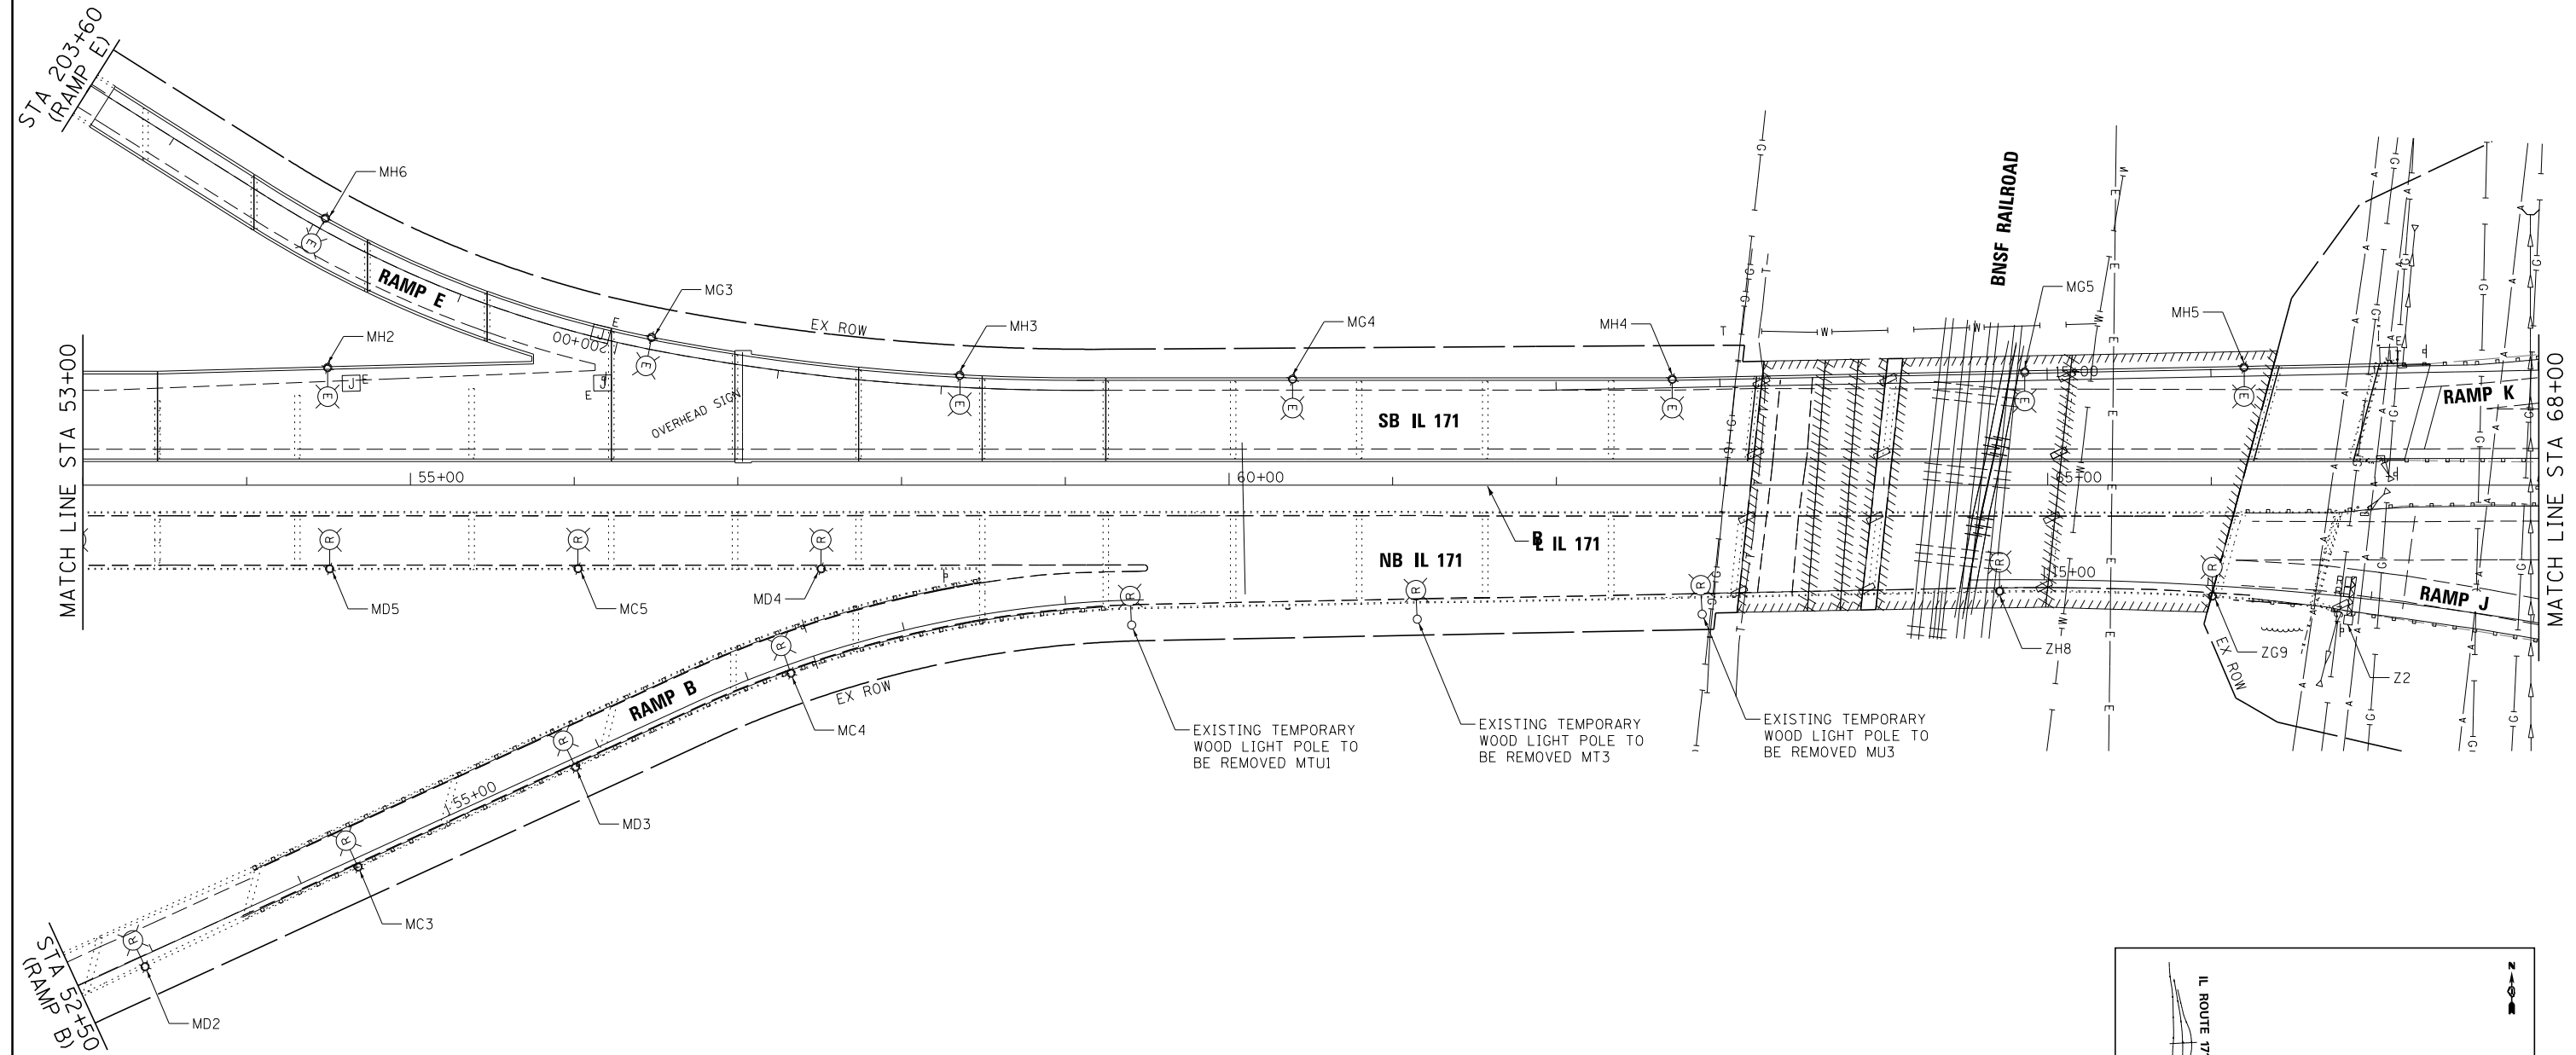 STA 203+60
(RAMP E)
MH6
RAMP E
MG3
E
200+00
J
MH2
J E
J
E
OVERHEAD SIGN
EX ROW
MH3
MG4
MH4
BNSF RAILROAD
MG5
MH5
15+00
RAMP K
SB IL 171
MATCH LINE STA 53+00
MATCH LINE STA 68+00
55+00
60+00
65+00
IL 171
NB IL 171
15+00
RAMP J
MD5
MC5
MD4
ZH8
ZG9
Z2
EX ROW
RAMP B
EX ROW
MC4
EXISTING TEMPORARY
WOOD LIGHT POLE TO
BE REMOVED MTU1
EXISTING TEMPORARY
WOOD LIGHT POLE TO
BE REMOVED MT3
EXISTING TEMPORARY
WOOD LIGHT POLE TO
BE REMOVED MU3
55+00
MD3
MC3
STA 52+50
(RAMP B)
MD2
IL ROUTE 17
N